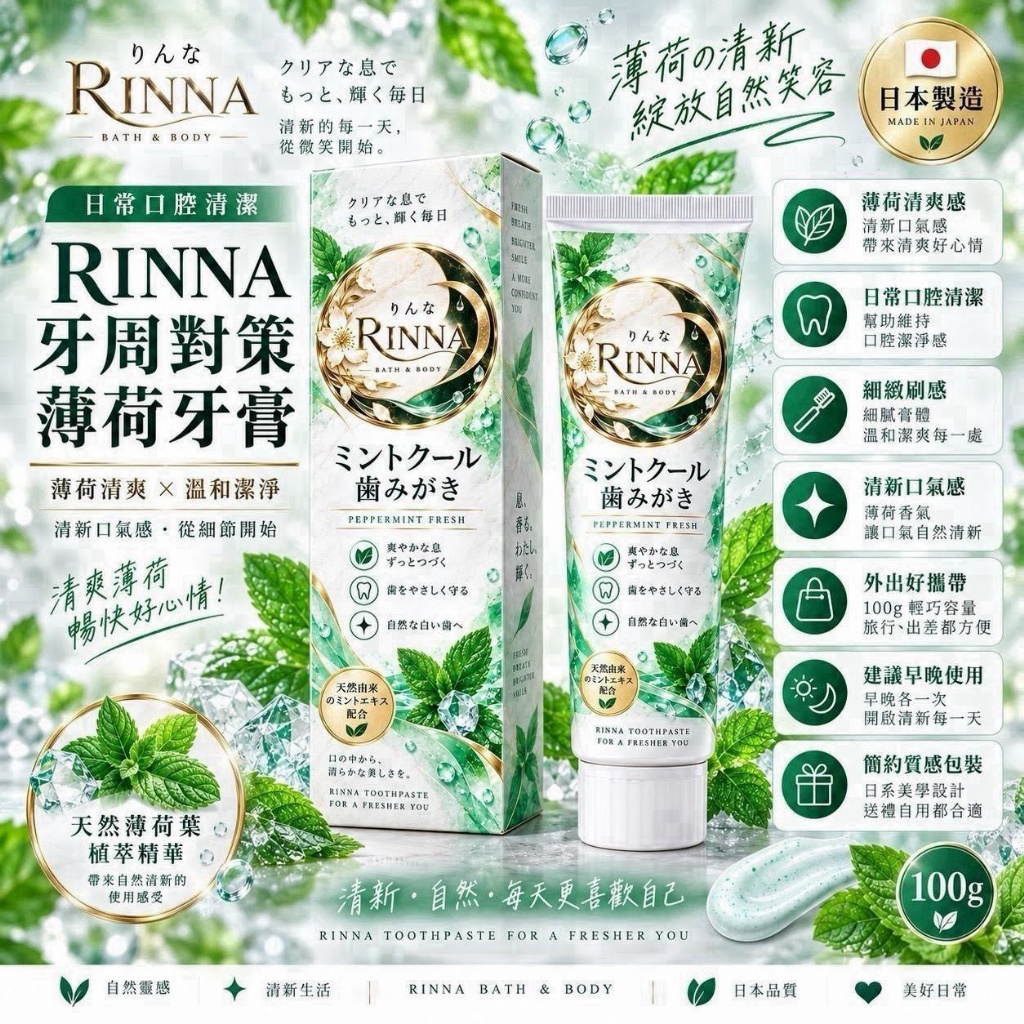 りんな
RINNA
BATH & BODY
クリアな息で
もっと、輝く毎日
清新的每一天，
從微笑開始。
薄荷の清新
綻放自然笑容
日本製造
MADE IN JAPAN
日常口腔清潔
RINNA
牙周對策
薄荷牙膏
薄荷清爽 × 溫和潔淨
清新口氣感・從細節開始
清爽薄荷
暢快好心情！
天然薄荷葉
植萃精華
帶來自然清新的
使用感受
クリアな息で
もっと、輝く毎日
りんな
RINNA
BATH & BODY
ミントクール
歯みがき
PEPPERMINT FRESH
爽やかな息
ずっとつづく
歯をやさしく守る
自然な白い歯へ
天然由来
のミントエキス
配合
口の中から、
清らかな美しさを。
RINNA TOOTHPASTE
FOR A FRESHER YOU
FRESH
BREATH
BRIGHTER
SMILE
A MORE
CONFIDENT
YOU
息、
香る。
わたし、
輝く。
FRESH
BREATH
BRIGHTER
SMILE
りんな
RINNA
BATH & BODY
ミントクール
歯みがき
PEPPERMINT FRESH
爽やかな息
ずっとつづく
歯をやさしく守る
自然な白い歯へ
天然由来
のミントエキス
配合
RINNA TOOTHPASTE
FOR A FRESHER YOU
薄荷清爽感
清新口氣感
帶來清爽好心情
日常口腔清潔
幫助維持
口腔潔淨感
細緻刷感
細膩膏體
溫和潔爽每一處
清新口氣感
薄荷香氣
讓口氣自然清新
外出好攜帶
100g 輕巧容量
旅行、出差都方便
建議早晚使用
早晚各一次
開啟清新每一天
簡約質感包裝
日系美學設計
送禮自用都合適
100g
清新・自然・每天更喜歡自己
RINNA TOOTHPASTE FOR A FRESHER YOU
自然靈感
清新生活
RINNA BATH & BODY
日本品質
美好日常